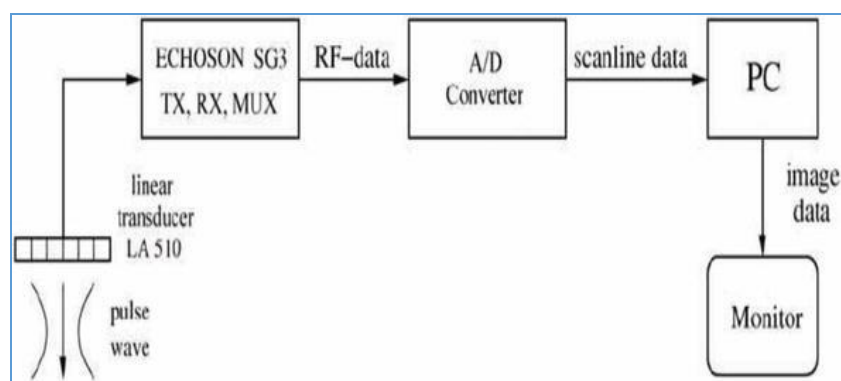 ECHOSON SG3
TX, RX, MUX
RF-data
A/D
Converter
scanline data
PC
linear
transducer
LA 510
image
data
pulse
wave
Monitor